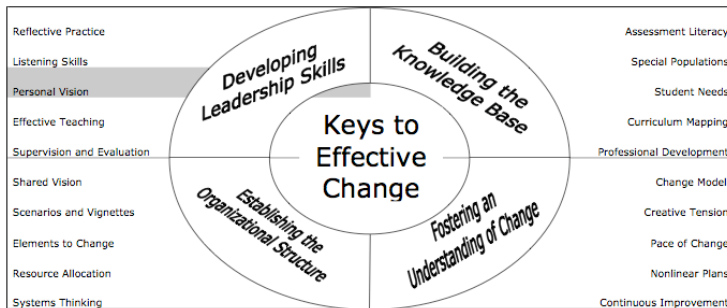 Reflective Practice
Listening Skills
Personal Vision
Effective Teaching
Supervision and Evaluation
Shared Vision
Scenarios and Vignettes
Elements to Change
Resource Allocation
Systems Thinking
Developing
Leadership Skills
Building the
Knowledge Base
Keys to
Effective
Change
Establishing the
Organizational Structure
Fostering an
Understanding of Change
Assessment Literacy
Special Populations
Student Needs
Curriculum Mapping
Professional Development
Change Model
Creative Tension
Pace of Change
Nonlinear Plans
Continuous Improvement